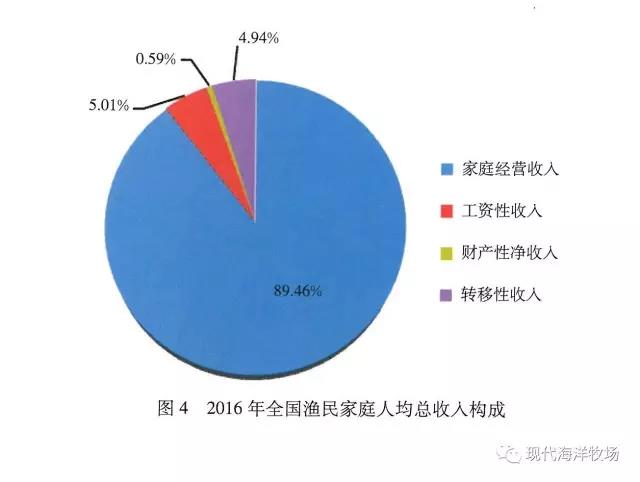 4.94%
0.59%
5.01%
89.46%
家庭经营收入
工资性收入
财产性净收入
转移性收入
图 4 2016 年全国渔民家庭人均总收入构成
现代海洋牧场